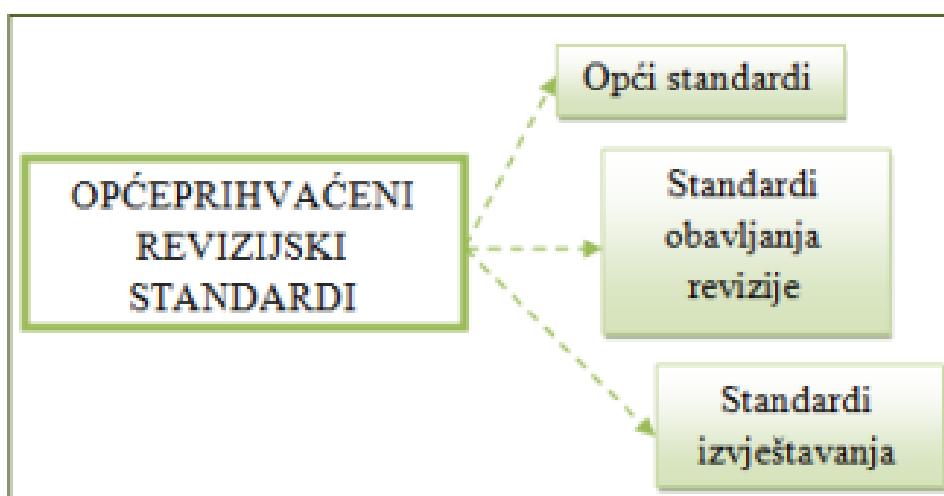 OPĆEPRIHVAĆENI
REVIZIJSKI
STANDARDI
Opći standardi
Standardi
obavljanja
revizije
Standardi
izvještavanja